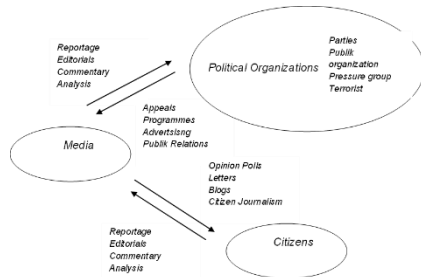 Reportage
Editorials
Commentary
Analysis
Political Organizations
Parties
Publik
organization
Pressure group
Terrorist
Appeals
Programmes
Advertsisng
Publik Relations
Media
Opinion Polls
Letters
Blogs
Citizen Journalism
Reportage
Editorials
Commentary
Analysis
Citizens